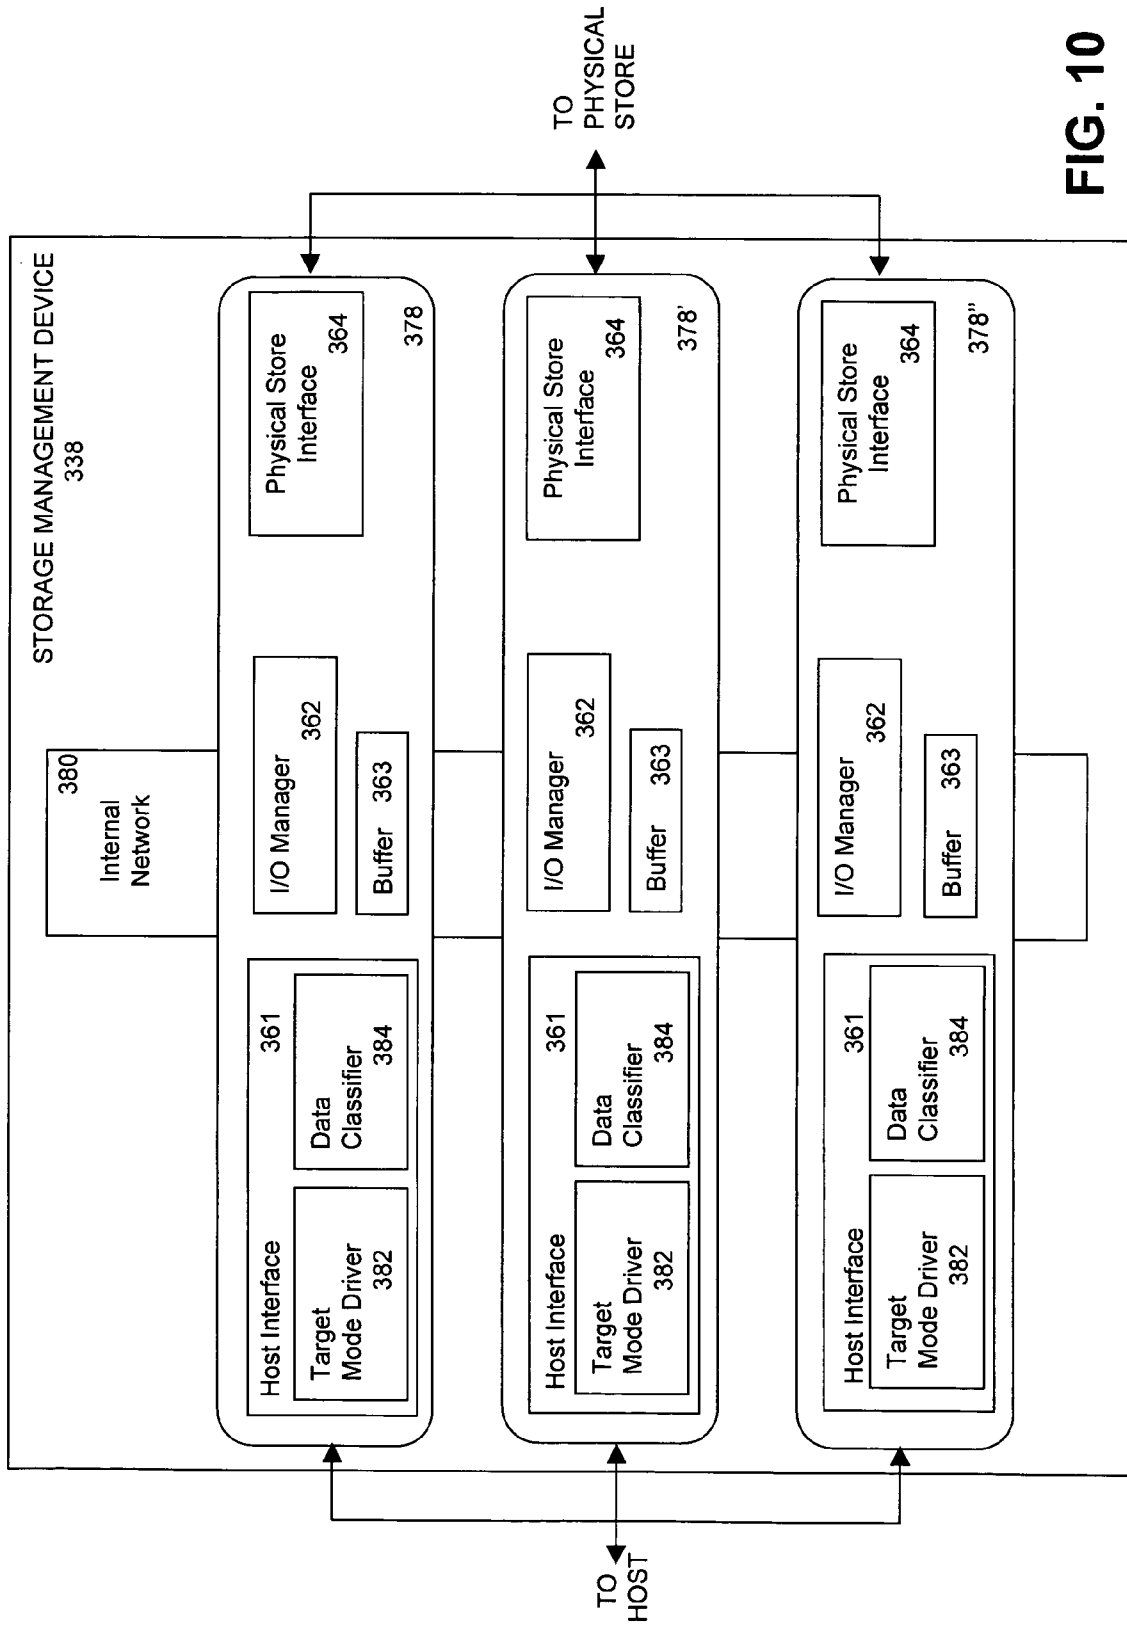 STORAGE MANAGEMENT DEVICE
338
380
Internal
Network
Host Interface
361
Target
Mode Driver
382
Data
Classifier
384
I/O Manager
362
Buffer 363
Physical Store
Interface
364
378
Host Interface
361
Target
Mode Driver
382
Data
Classifier
384
I/O Manager
362
Buffer 363
Physical Store
Interface
364
378'
Host Interface
361
Target
Mode Driver
382
Data
Classifier
384
I/O Manager
362
Buffer 363
Physical Store
Interface
364
378"
TO
HOST
TO
PHYSICAL
STORE
FIG. 10